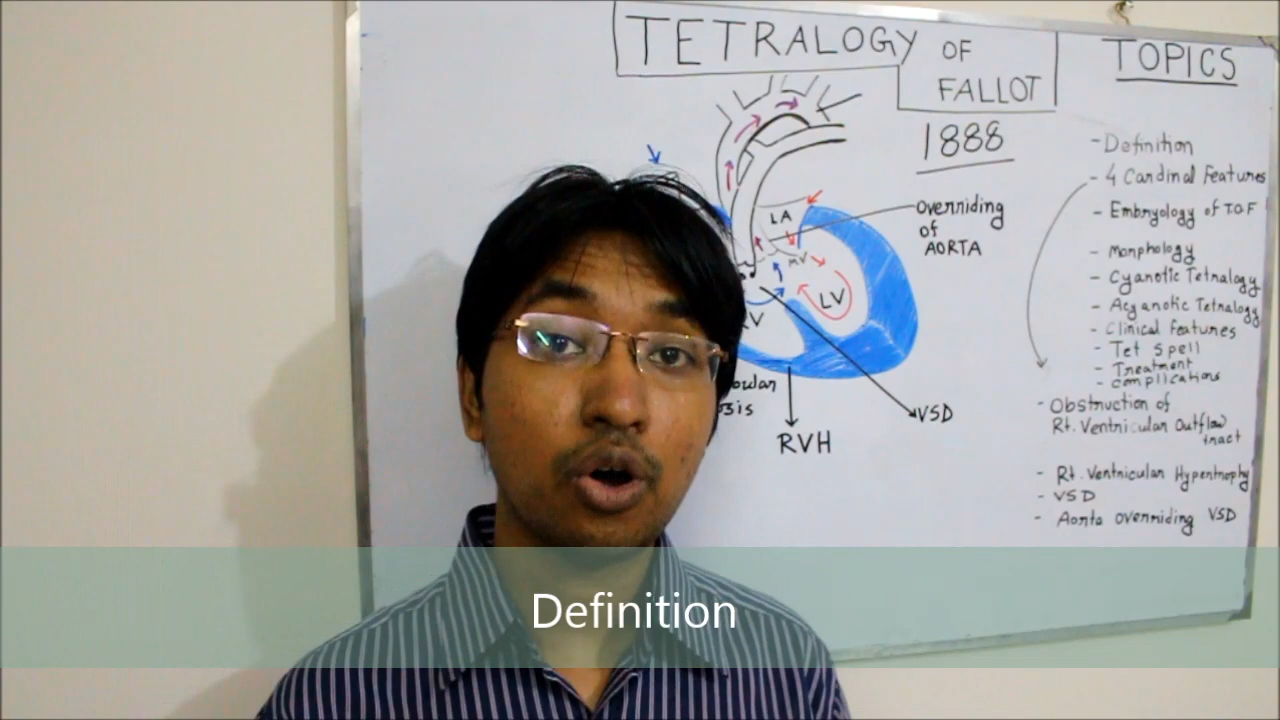 TETRALOGY OF
FALLOT
1888
TOPICS
- Definition
- 4 Cardinal Features
- Embryology of TOF
- Morphology
- Cyanotic Tetralogy
- Acyanotic Tetralogy
- Clinical features
- Tet spell
- Treatment
- complications
- Obstruction of
Rt. Ventricular Outflow
tract
- Rt. Ventricular Hypertrophy
- VSD
- Aorta overriding VSD
Overriding
of
AORTA
LA
MV
LV
VSD
RVH
Definition